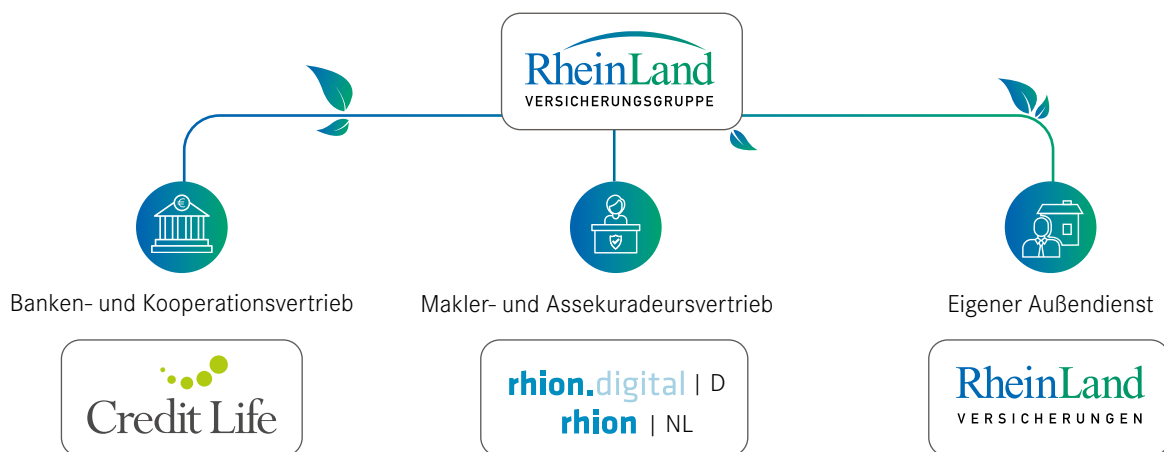 RheinLand
VERSICHERUNGSGRUPPE
€
Banken- und Kooperationsvertrieb
Makler- und Assekuradeursvertrieb
Eigener Außendienst
Credit Life
rhion.digital | D
rhion | NL
RheinLand
VERSICHERUNGEN